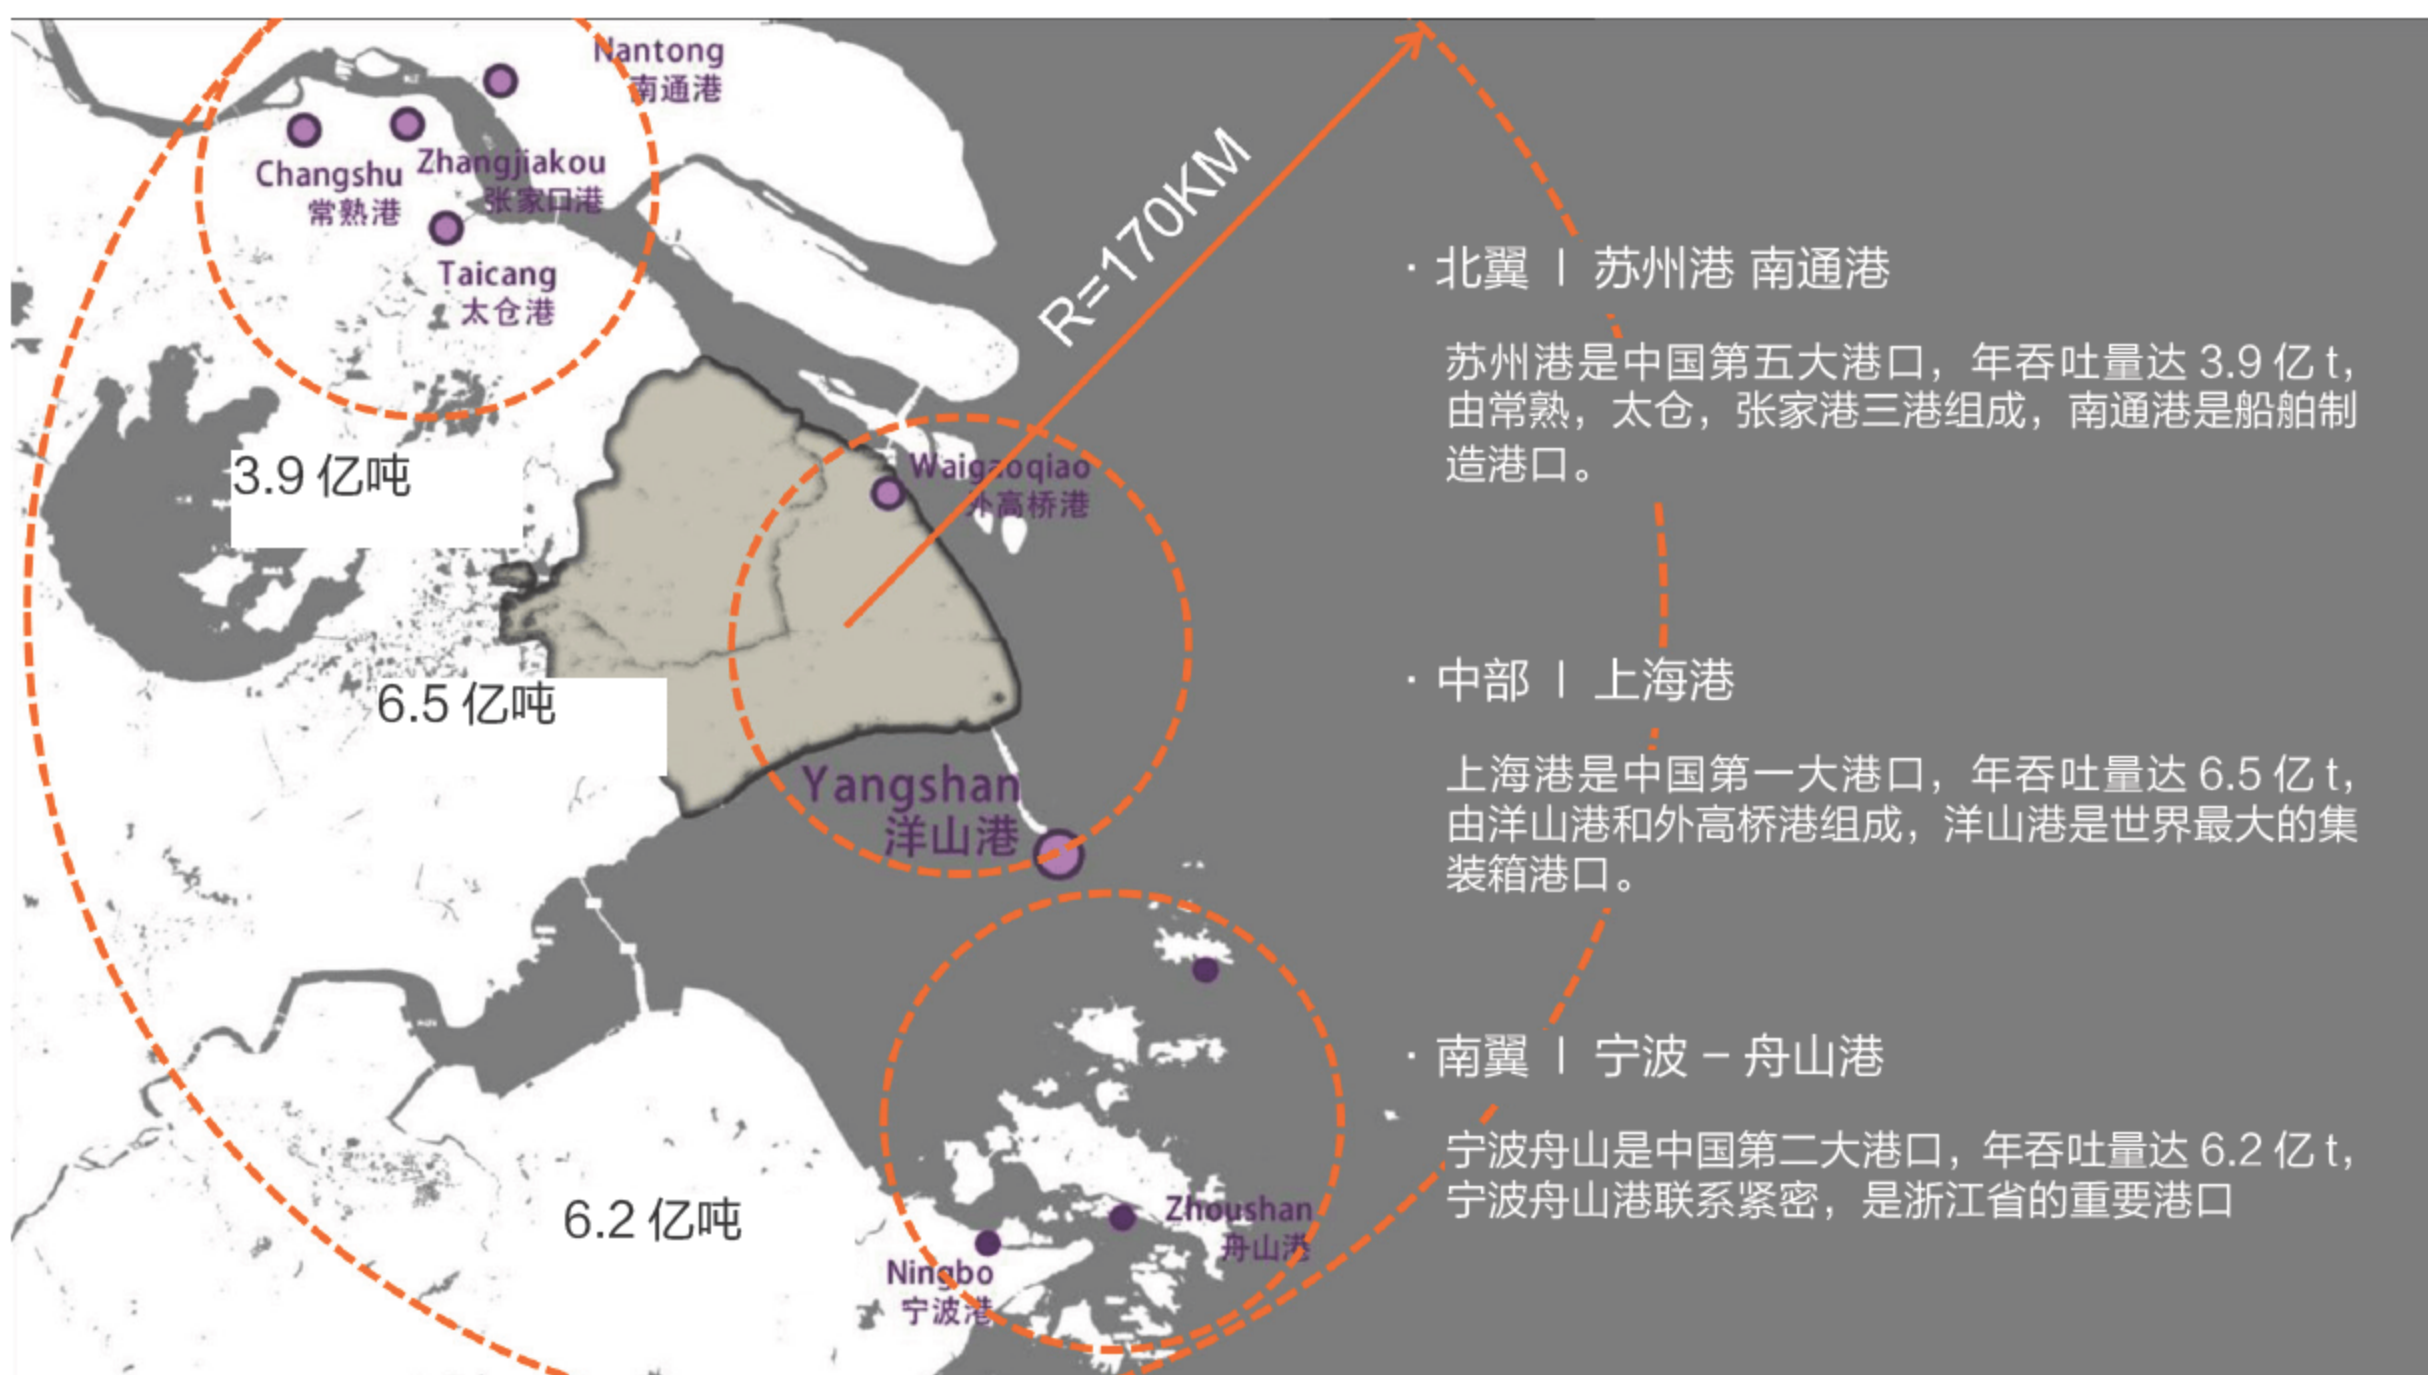 Nantong
南通港
Changshu
常熟港
Zhangjiakou
张家口港
Taicang
太仓港
R=170KM
3.9 亿吨
Waigaoqiao
外高桥港
6.5 亿吨
Yangshan
洋山港
6.2 亿吨
Zhoushan
舟山港
Ningbo
宁波港
· 北翼 | 苏州港 南通港
苏州港是中国第五大港口，年吞吐量达 3.9 亿 t，
由常熟，太仓，张家港三港组成，南通港是船舶制
造港口。
· 中部 | 上海港
上海港是中国第一大港口，年吞吐量达 6.5 亿 t，
由洋山港和外高桥港组成，洋山港是世界最大的集
装箱港口。
· 南翼 | 宁波 – 舟山港
宁波舟山是中国第二大港口，年吞吐量达 6.2 亿 t，
宁波舟山港联系紧密，是浙江省的重要港口